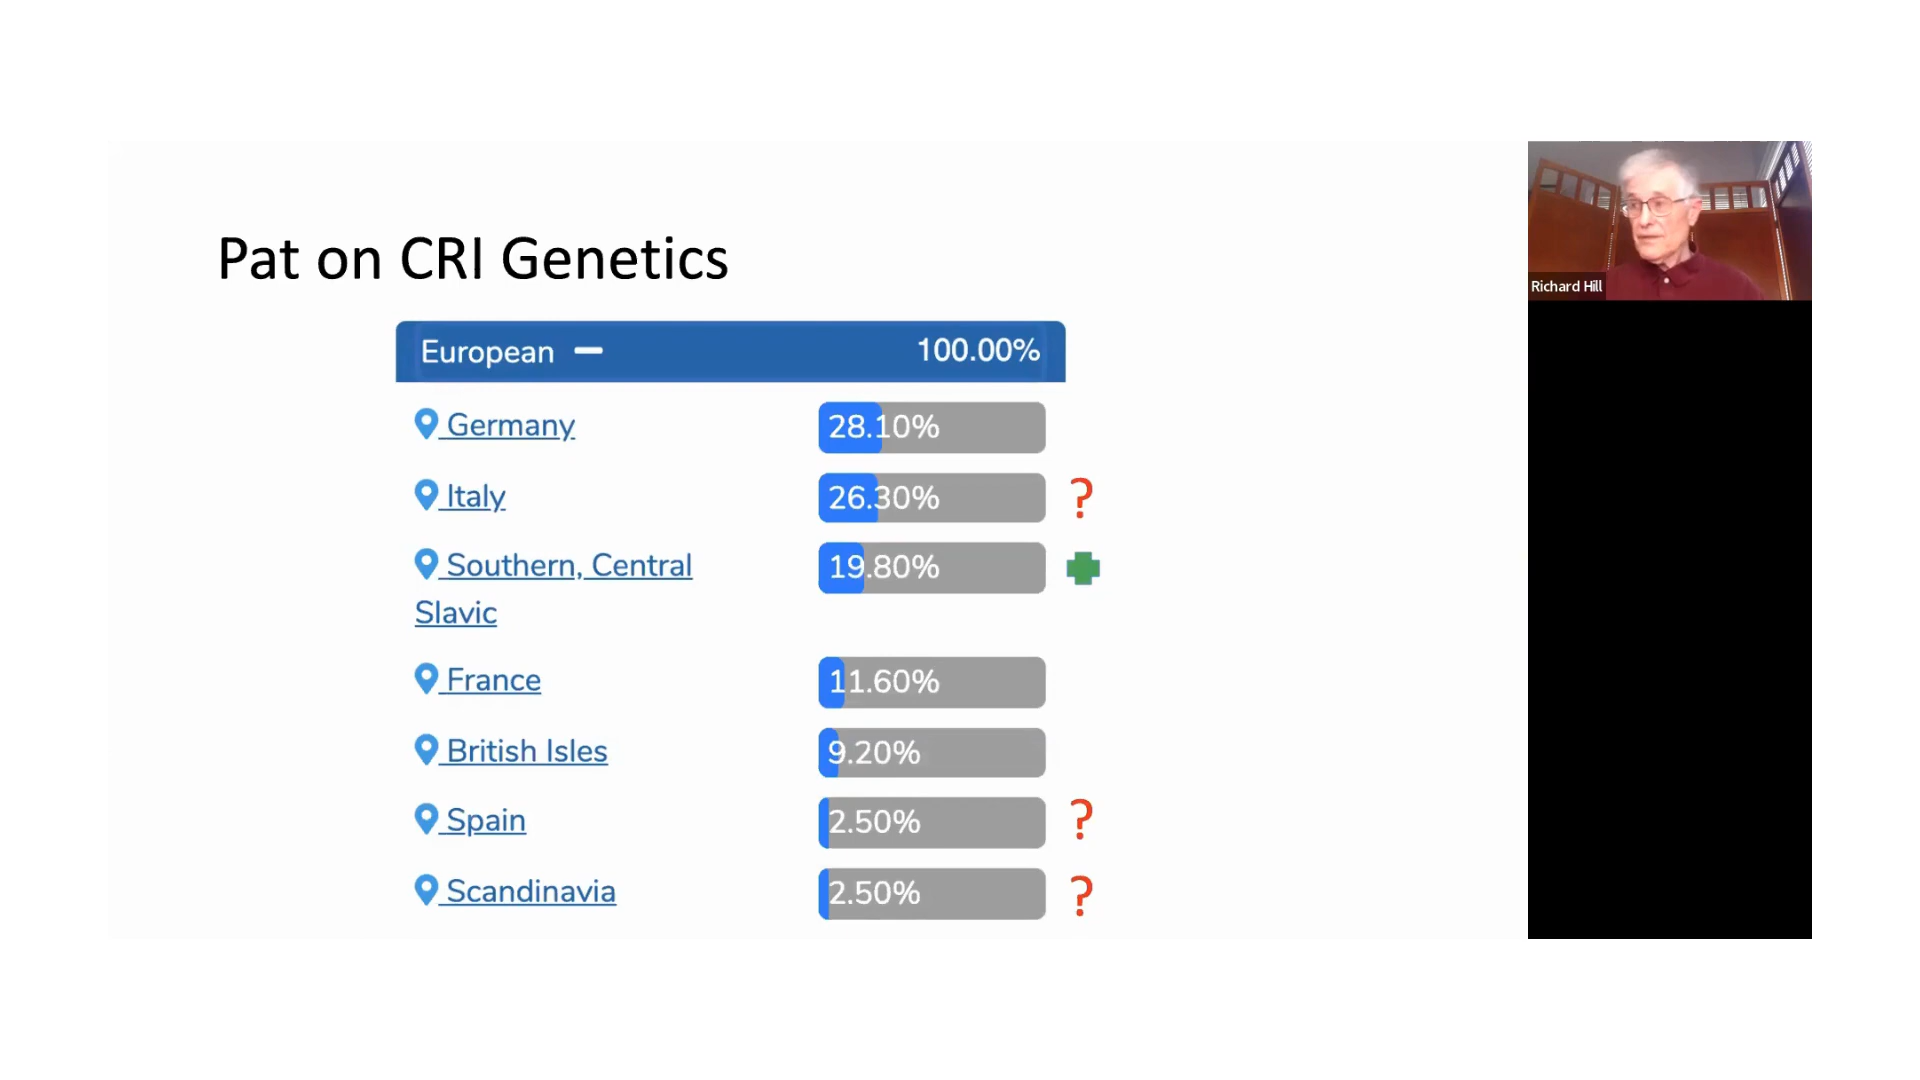 Pat on CRI Genetics
European 100.00%
Germany 28.10%
Italy 26.30% ?
Southern, Central 19.80%
Slavic
France 11.60%
British Isles 9.20%
Spain 2.50% ?
Scandinavia 2.50% ?
Richard Hill